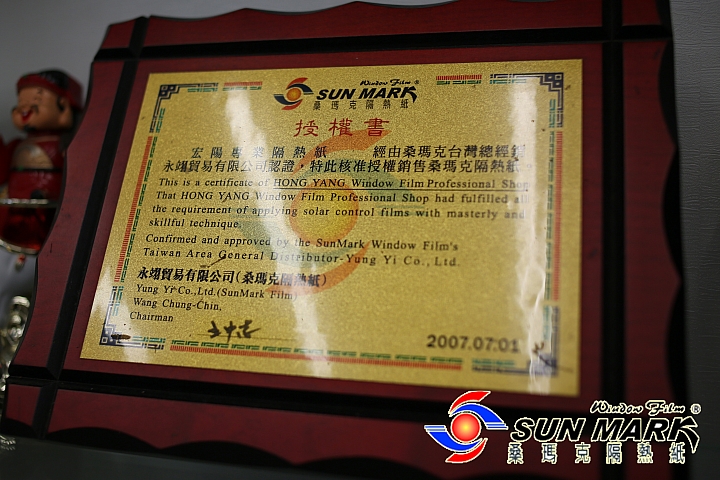 Window Film
SUN MARK
桑瑪克隔熱紙
授權書
宏陽專業隔熱紙 經由桑瑪克台灣總經銷
永翊貿易有限公司認證，特此核准授權銷售桑瑪克隔熱紙。
This is a certificate of HONG YANG Window Film Professional Shop
That HONG YANG Window Film Professional Shop had fulfilled all
the requirement of applying solar control films with masterly and
skillful technique.
Confirmed and approved by the SunMark Window Film's
Taiwan Area General Distributor-Yung Yi Co., Ltd.
永翊貿易有限公司(桑瑪克隔熱紙)
Yung Yi Co.,Ltd.(SunMark Film)
Wang Chung-Chin,
Chairman
2007.07.01
Window Film ®
SUN MARK
桑瑪克隔熱紙